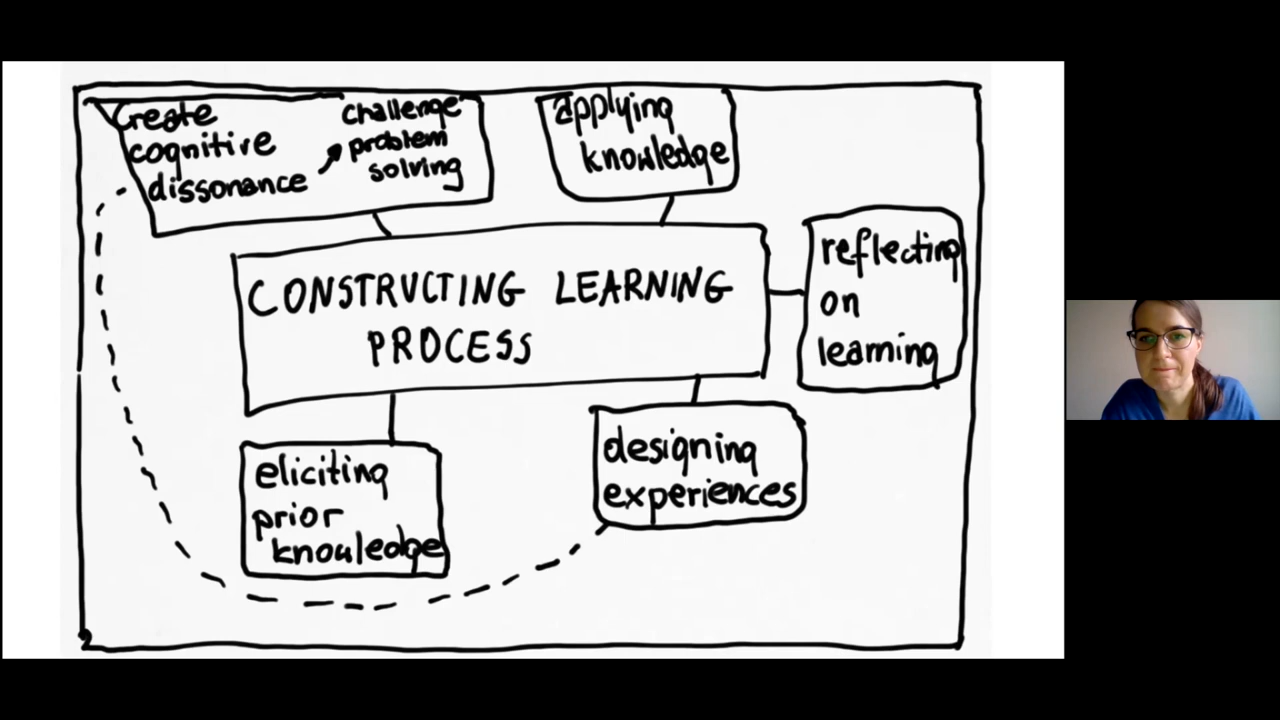 Create
cognitive
dissonance
challenge
problem
solving
applying
knowledge
CONSTRUCTING LEARNING
PROCESS
reflecting
on
learning
eliciting
prior
knowledge
designing
experiences